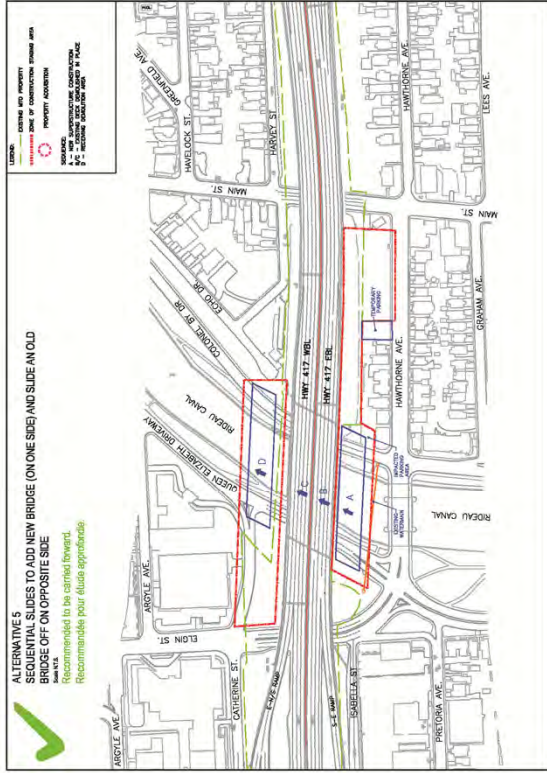 ALTERNATIVE 5
SEQUENTIAL SLIDES TO ADD NEW BRIDGE (ON ONE SIDE) AND SLIDE AN OLD
BRIDGE OFF ON OPPOSITE SIDE
Scale N.T.S.
Recommended to be carried forward.
Recommandée pour étude approfondie.
LEGEND:
EXISTING MTO PROPERTY
ZONE OF CONSTRUCTION STAGING AREA
PROPERTY ACQUISITION
SEQUENCE:
A - NEW SUPERSTRUCTURE CONSTRUCTION
B/C - EXISTING DECK DEMOLISHED IN PLACE
D - RECEIVING DEMOLITION AREA
ARGYLE AVE.
ARGYLE AVE.
ELGIN ST.
CATHERINE ST.
QUEEN ELIZABETH DRIVEWAY
RIDEAU CANAL
COLONEL BY DR
ECHO DR
MAIN ST.
HAVELOCK ST.
GREENFIELD AVE.
HARVEY ST
HWY 417 WBL
HWY 417 EBL
D
C
B
A
S-E RAMP
ISABELLA ST
PRETORIA AVE.
EXISTING
WATERMAIN
IMPACTED
PARKING
AREA
TEMPORARY
PARKING
HAWTHORNE AVE.
HAWTHORNE AVE.
RIDEAU CANAL
GRAHAM AVE.
MAIN ST.
LEES AVE.